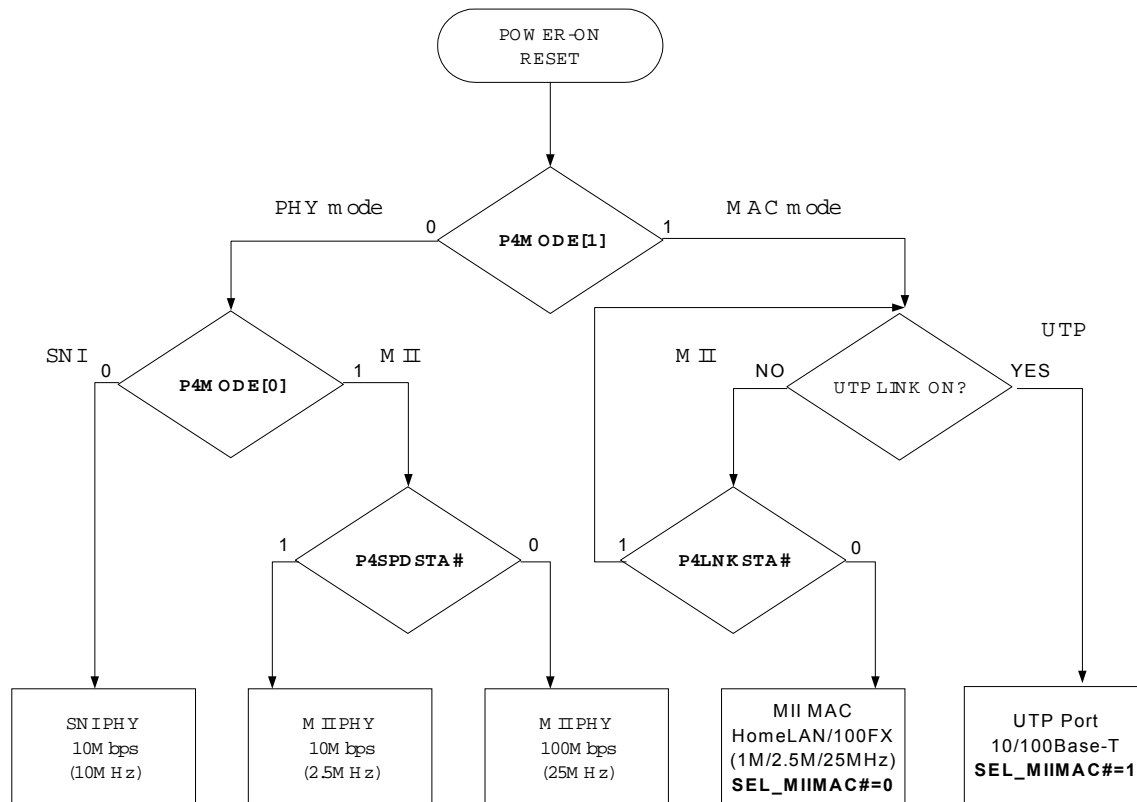 POWER-ON
RESET
PHY mode
0
P4MODE[1]
1
MAC mode
SNI
0
P4MODE[0]
1
MII
MII
NO
UTP LINK ON?
YES
UTP
1
P4SPDSTA#
0
1
P4LNKSTA#
0
SNI PHY
10Mbps
(10MHz)
MII PHY
10Mbps
(2.5MHz)
MII PHY
100Mbps
(25MHz)
MII MAC
HomeLAN/100FX
(1M/2.5M/25MHz)
SEL_MIIMAC#=0
UTP Port
10/100Base-T
SEL_MIIMAC#=1